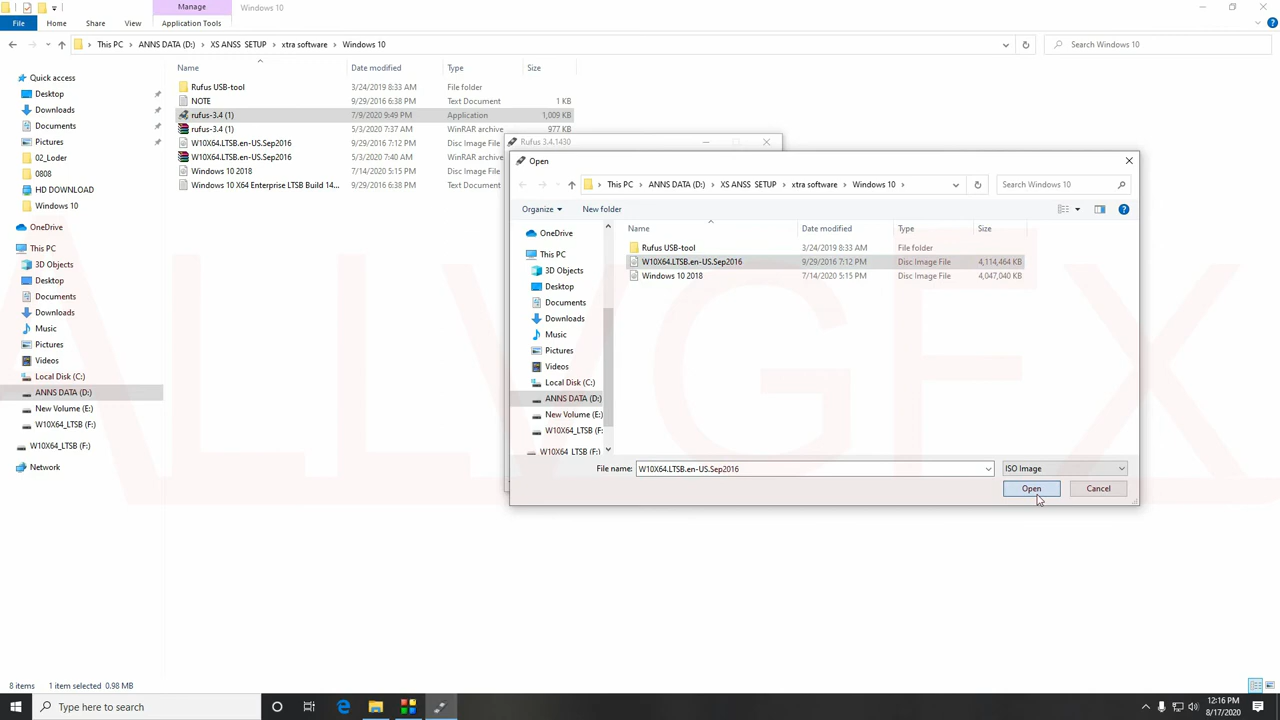 Manage
Windows 10
File
Home
Share
View
Application Tools
This PC > ANNS DATA (D:) > XS ANSS SETUP > xtra software > Windows 10
Search Windows 10
Name
Date modified
Type
Size
Quick access
Desktop
Downloads
Documents
Pictures
02_Loder
0808
HD DOWNLOAD
Windows 10
OneDrive
This PC
3D Objects
Desktop
Documents
Downloads
Music
Pictures
Videos
Local Disk (C:)
ANNS DATA (D:)
New Volume (E:)
W10X64_LTSB (F:)
W10X64_LTSB (F:)
Network
Rufus USB-tool 3/24/2019 8:33 AM File folder
NOTE 9/29/2016 6:38 PM Text Document 1 KB
rufus-3.4 (1) 7/9/2020 9:49 PM Application 1,009 KB
rufus-3.4 (1) 5/3/2020 7:37 AM WinRAR archive 977 KB
W10X64.LTSB.en-US.Sep2016 9/29/2016 7:12 PM Disc Image File
W10X64.LTSB.en-US.Sep2016 5/3/2020 7:40 AM WinRAR archive
Windows 10 2018 7/14/2020 5:15 PM Disc Image File
Windows 10 X64 Enterprise LTSB Build 14... 9/29/2016 6:38 PM Text Document
Rufus 3.4.1430
Open
This PC > ANNS DATA (D:) > XS ANSS SETUP > xtra software > Windows 10 >
Search Windows 10
Organize
New folder
Name
Date modified
Type
Size
OneDrive
This PC
3D Objects
Desktop
Documents
Downloads
Music
Pictures
Videos
Local Disk (C:)
ANNS DATA (D:)
New Volume (E:)
W10X64_LTSB (F:
W10X64_LTSB (F:
Rufus USB-tool 3/24/2019 8:33 AM File folder
W10X64.LTSB.en-US.Sep2016 9/29/2016 7:12 PM Disc Image File 4,114,464 KB
Windows 10 2018 7/14/2020 5:15 PM Disc Image File 4,047,040 KB
File name:
W10X64.LTSB.en-US.Sep2016
ISO Image
Open
Cancel
ALLVGFX
8 items
1 item selected 0.98 MB
Type here to search
12:16 PM
8/17/2020